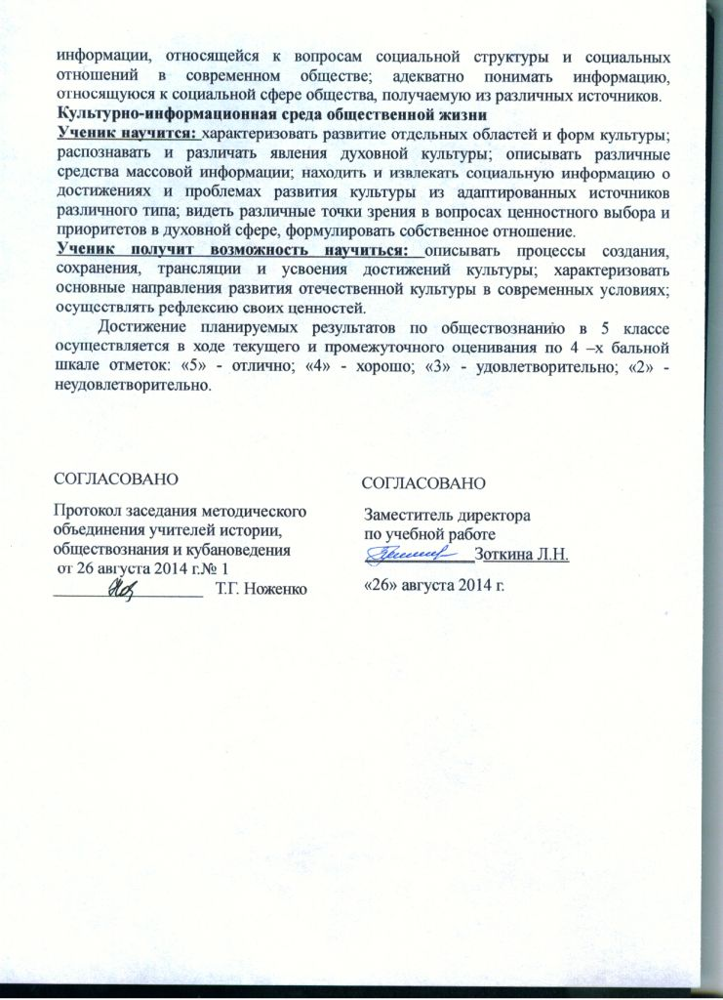 информации, относящейся к вопросам социальной структуры и социальных
отношений в современном обществе; адекватно понимать информацию,
относящуюся к социальной сфере общества, получаемую из различных источников.
Культурно-информационная среда общественной жизни
Ученик научится: характеризовать развитие отдельных областей и форм культуры;
распознавать и различать явления духовной культуры; описывать различные
средства массовой информации; находить и извлекать социальную информацию о
достижениях и проблемах развития культуры из адаптированных источников
различного типа; видеть различные точки зрения в вопросах ценностного выбора и
приоритетов в духовной сфере, формулировать собственное отношение.
Ученик получит возможность научиться: описывать процессы создания,
сохранения, трансляции и усвоения достижений культуры; характеризовать
основные направления развития отечественной культуры в современных условиях;
осуществлять рефлексию своих ценностей.
Достижение планируемых результатов по обществознанию в 5 классе
осуществляется в ходе текущего и промежуточного оценивания по 4 –х бальной
шкале отметок: «5» - отлично; «4» - хорошо; «3» - удовлетворительно; «2» -
неудовлетворительно.
СОГЛАСОВАНО
Протокол заседания методического
объединения учителей истории,
обществознания и кубановедения
от 26 августа 2014 г.№ 1
Т.Г. Ноженко
СОГЛАСОВАНО
Заместитель директора
по учебной работе
Зоткина Л.Н.
«26» августа 2014 г.